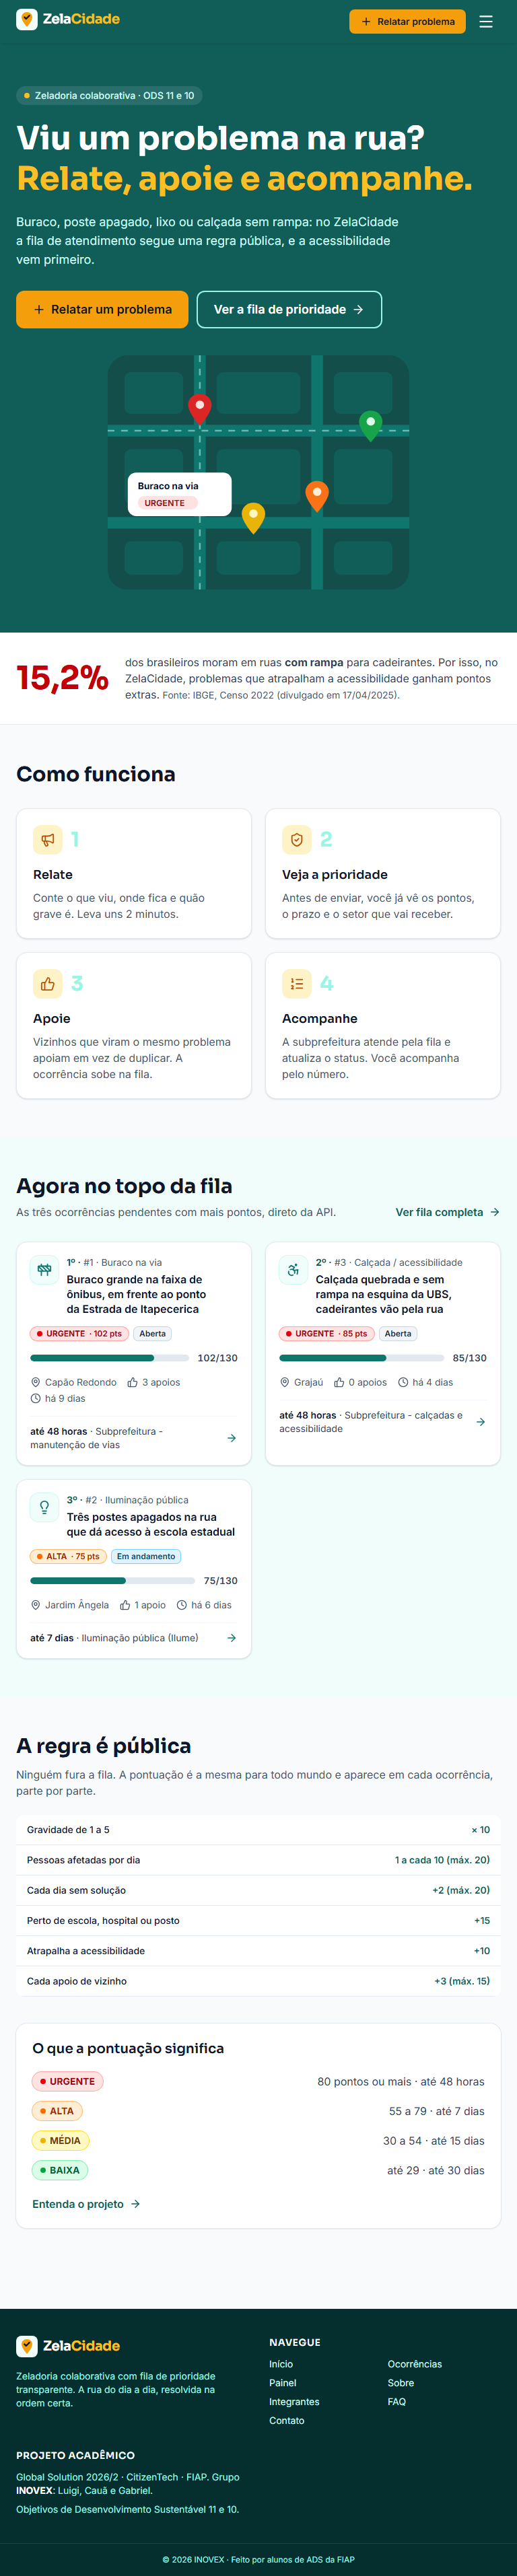 ZelaCidade
Relatar problema
Zeladoria colaborativa · ODS 11 e 10
Viu um problema na rua?
Relate, apoie e acompanhe.
Buraco, poste apagado, lixo ou calçada sem rampa: no ZelaCidade
a fila de atendimento segue uma regra pública, e a acessibilidade
vem primeiro.
Relatar um problema
Ver a fila de prioridade
Buraco na via
URGENTE
15,2%
dos brasileiros moram em ruas com rampa para cadeirantes. Por isso, no
ZelaCidade, problemas que atrapalham a acessibilidade ganham pontos
extras. Fonte: IBGE, Censo 2022 (divulgado em 17/04/2025).
Como funciona
1
Relate
Conte o que viu, onde fica e quão
grave é. Leva uns 2 minutos.
2
Veja a prioridade
Antes de enviar, você já vê os pontos,
o prazo e o setor que vai receber.
3
Apoie
Vizinhos que viram o mesmo problema
apoiam em vez de duplicar. A
ocorrência sobe na fila.
4
Acompanhe
A subprefeitura atende pela fila e
atualiza o status. Você acompanha
pelo número.
Agora no topo da fila
As três ocorrências pendentes com mais pontos, direto da API.
Ver fila completa
1º · #1 · Buraco na via
Buraco grande na faixa de
ônibus, em frente ao ponto
da Estrada de Itapecerica
URGENTE · 102 pts
Aberta
102/130
Capão Redondo
3 apoios
há 9 dias
até 48 horas · Subprefeitura -
manutenção de vias
2º · #3 · Calçada / acessibilidade
Calçada quebrada e sem
rampa na esquina da UBS,
cadeirantes vão pela rua
URGENTE · 85 pts
Aberta
85/130
Grajaú
0 apoios
há 4 dias
até 48 horas · Subprefeitura - calçadas e
acessibilidade
3º · #2 · Iluminação pública
Três postes apagados na rua
que dá acesso à escola estadual
ALTA · 75 pts
Em andamento
75/130
Jardim Ângela
1 apoio
há 6 dias
até 7 dias · Iluminação pública (Ilume)
A regra é pública
Ninguém fura a fila. A pontuação é a mesma para todo mundo e aparece em cada ocorrência,
parte por parte.
Gravidade de 1 a 5
× 10
Pessoas afetadas por dia
1 a cada 10 (máx. 20)
Cada dia sem solução
+2 (máx. 20)
Perto de escola, hospital ou posto
+15
Atrapalha a acessibilidade
+10
Cada apoio de vizinho
+3 (máx. 15)
O que a pontuação significa
URGENTE
80 pontos ou mais · até 48 horas
ALTA
55 a 79 · até 7 dias
MÉDIA
30 a 54 · até 15 dias
BAIXA
até 29 · até 30 dias
Entenda o projeto
ZelaCidade
Zeladoria colaborativa com fila de prioridade
transparente. A rua do dia a dia, resolvida na
ordem certa.
NAVEGUE
Início
Ocorrências
Painel
Sobre
Integrantes
FAQ
Contato
PROJETO ACADÊMICO
Global Solution 2026/2 · CitizenTech · FIAP. Grupo
INOVEX: Luigi, Cauã e Gabriel.
Objetivos de Desenvolvimento Sustentável 11 e 10.
© 2026 INOVEX · Feito por alunos de ADS da FIAP